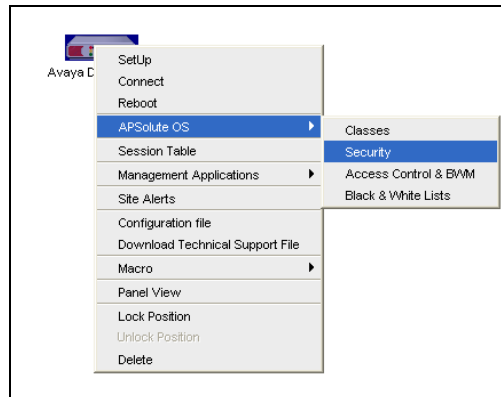 Avaya D
SetUp
Connect
Reboot
APSolute OS
Session Table
Management Applications
Site Alerts
Configuration file
Download Technical Support File
Macro
Panel View
Lock Position
Unlock Position
Delete
Classes
Security
Access Control & BWM
Black & White Lists